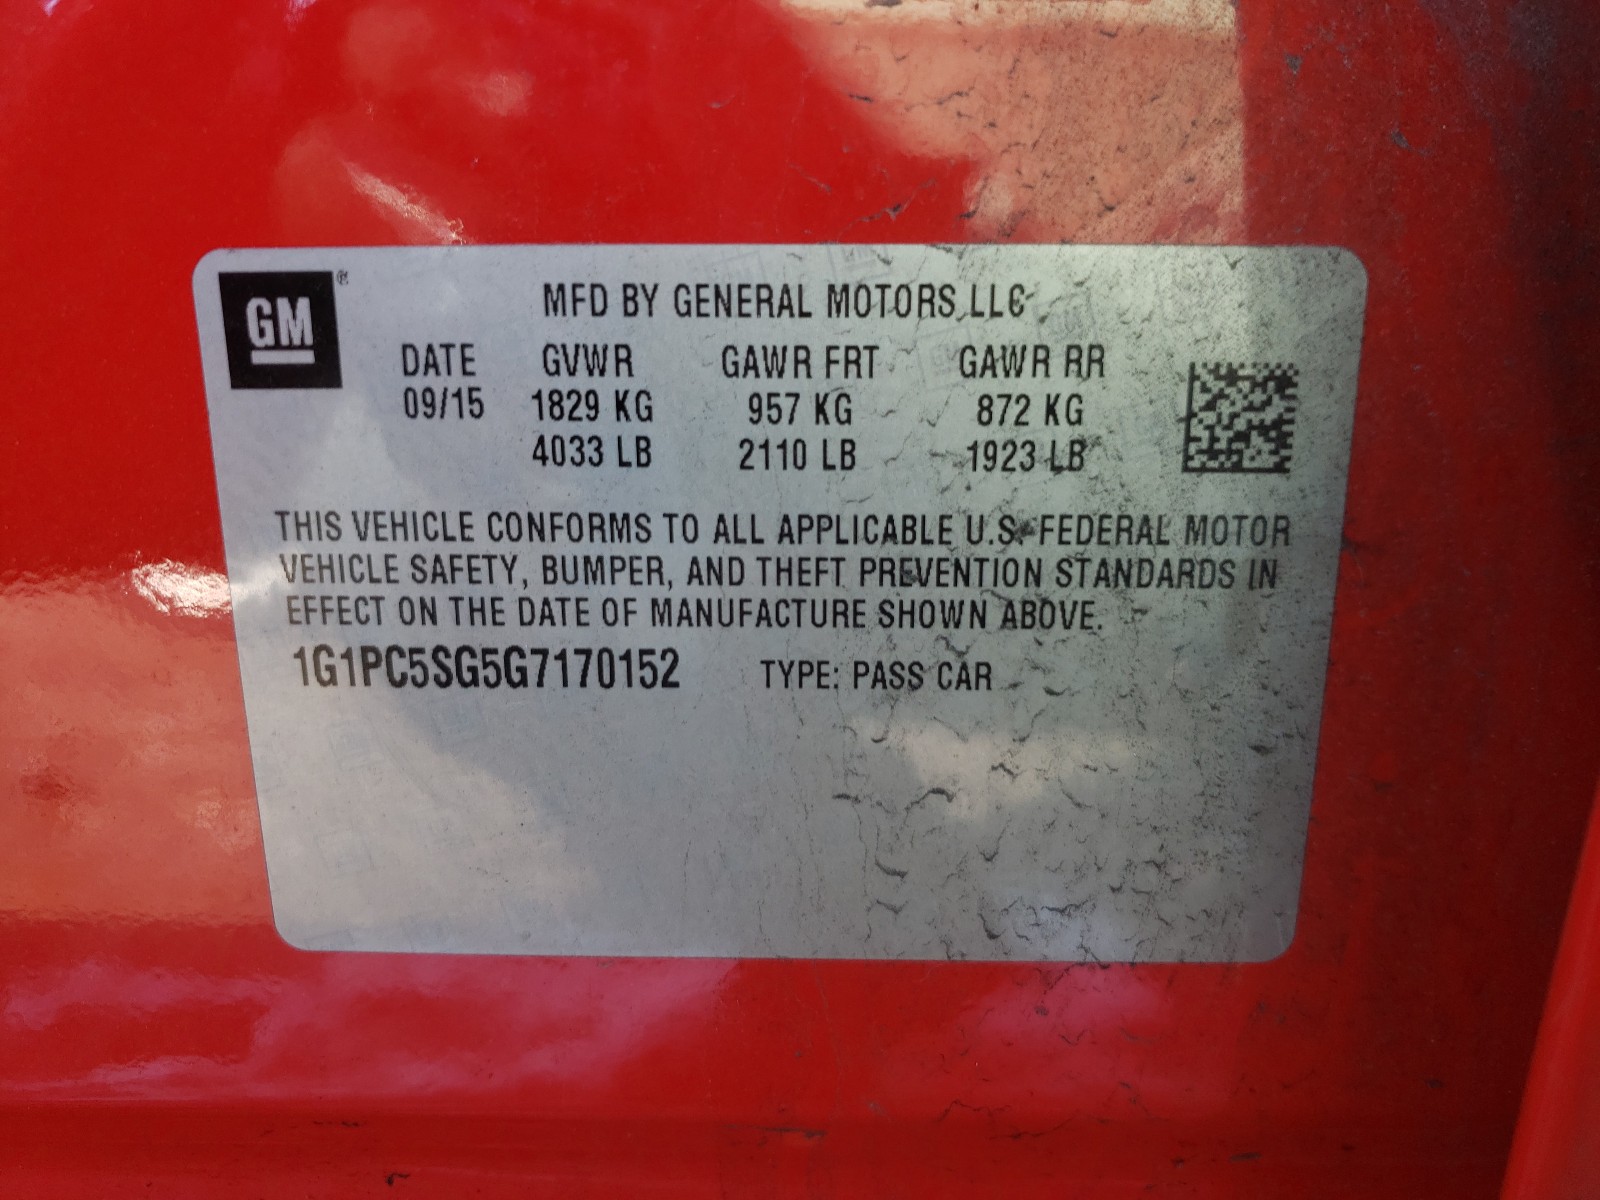 GM®
MFD BY GENERAL MOTORS LLC
DATE GVWR GAWR FRT GAWR RR
09/15 1829 KG 957 KG 872 KG
4033 LB 2110 LB 1923 LB
THIS VEHICLE CONFORMS TO ALL APPLICABLE U.S. FEDERAL MOTOR
VEHICLE SAFETY, BUMPER, AND THEFT PREVENTION STANDARDS IN
EFFECT ON THE DATE OF MANUFACTURE SHOWN ABOVE.
1G1PC5SG5G7170152 TYPE: PASS CAR